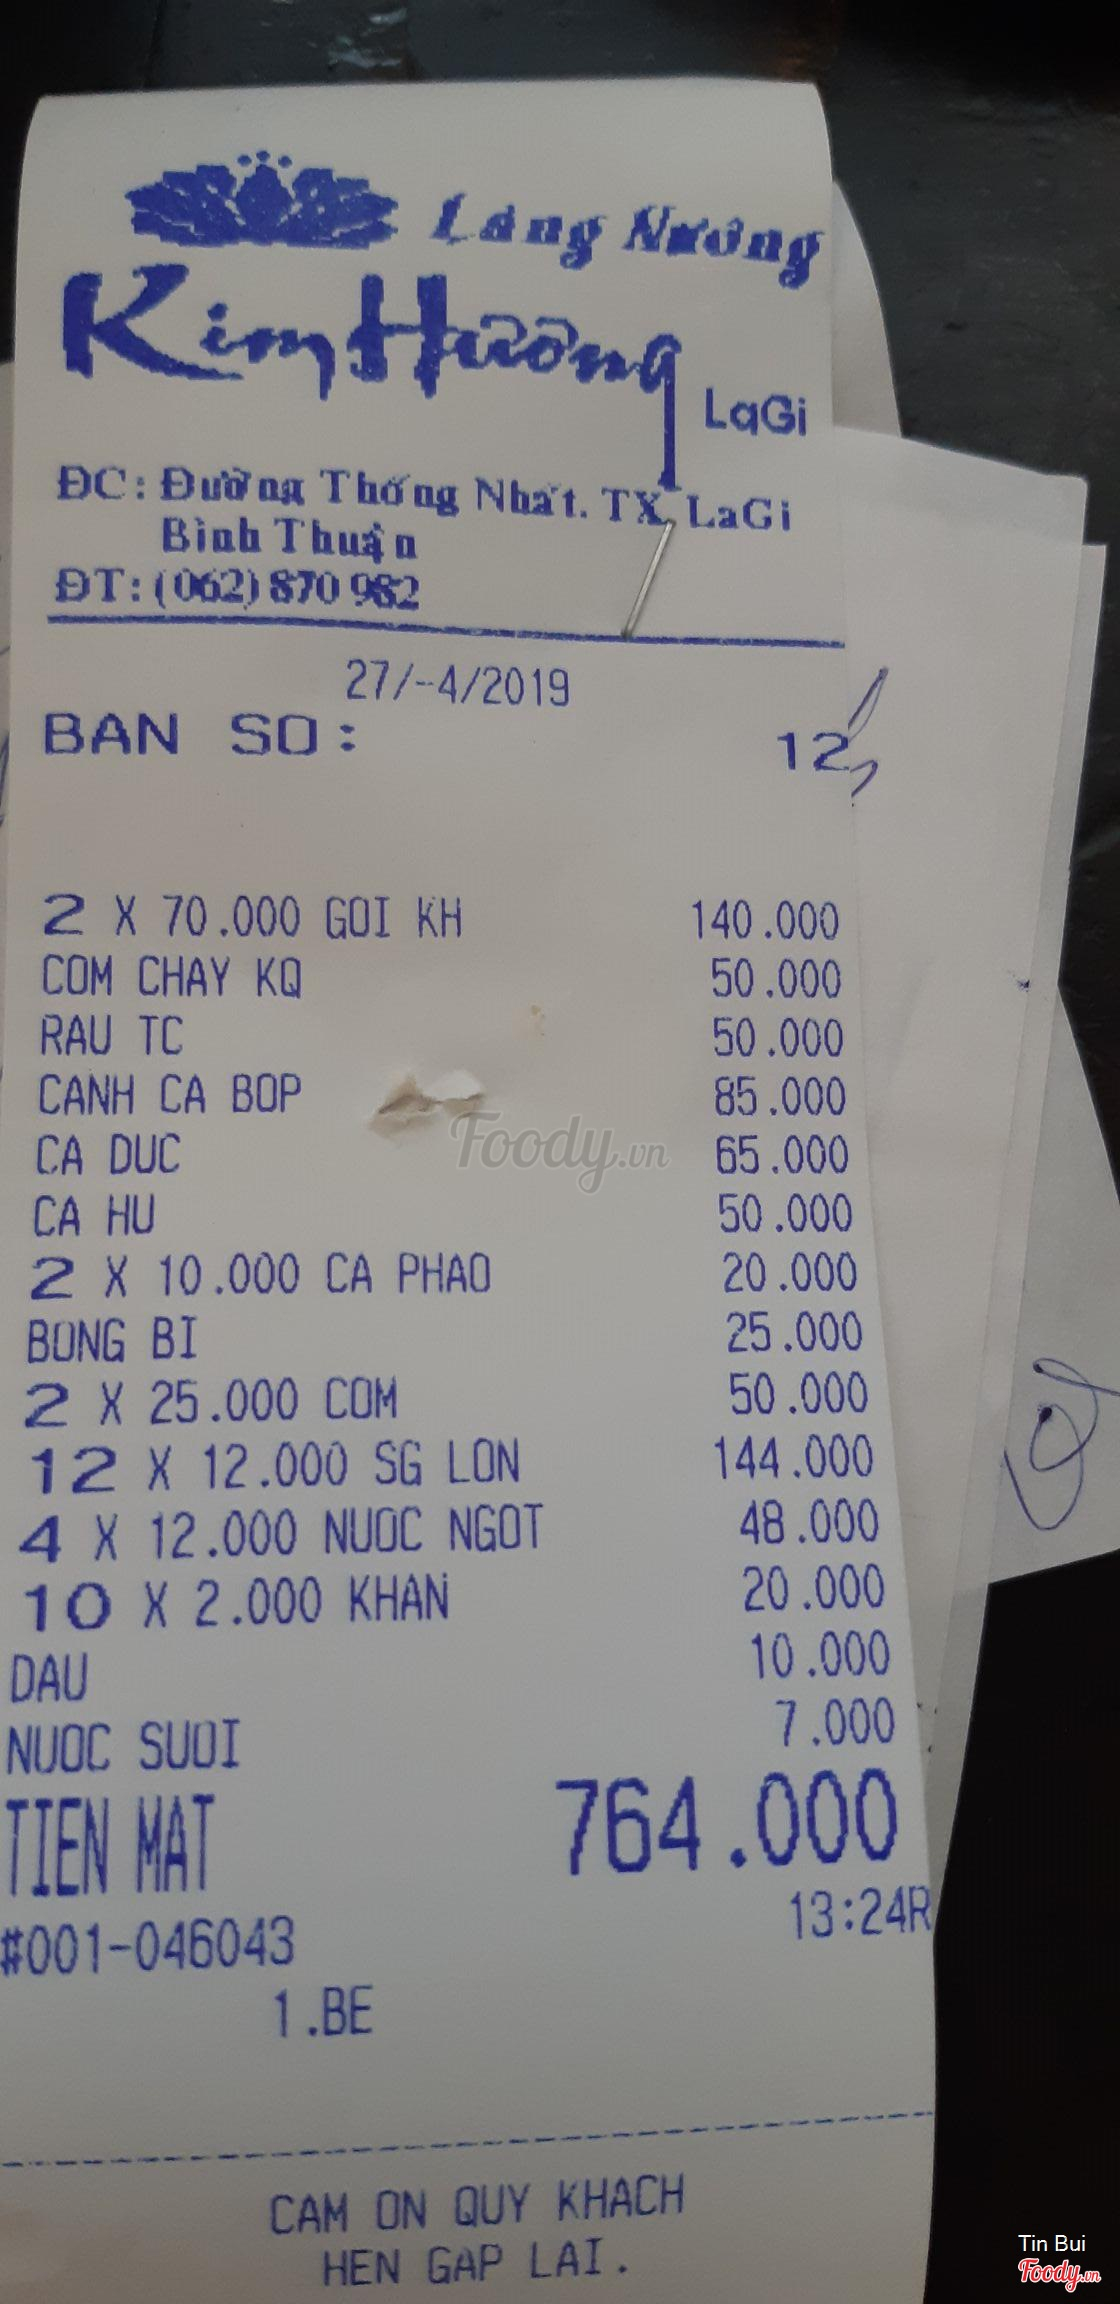 Làng Nướng
Kim Hường
LaGi
ĐC: Đường Thống Nhất. TX. LaGi
Bình Thuận
ĐT: (062) 870 982
27/--4/2019
BAN SO: 12
2 X 70.000 GOI KH 140.000
COM CHAY KQ 50.000
RAU TC 50.000
CANH CA BOP 85.000
CA DUC 65.000
CA HU 50.000
2 X 10.000 CA PHAO 20.000
BONG BI 25.000
2 X 25.000 COM 50.000
12 X 12.000 SG LON 144.000
4 X 12.000 NUOC NGOT 48.000
10 X 2.000 KHAN 20.000
DAU 10.000
NUOC SUOI 7.000
TIEN MAT 764.000
13:24R
#001-046043
1.BE
CAM ON QUY KHACH
HEN GAP LAI.
Foody.vn
Tin Bui
Foody.vn